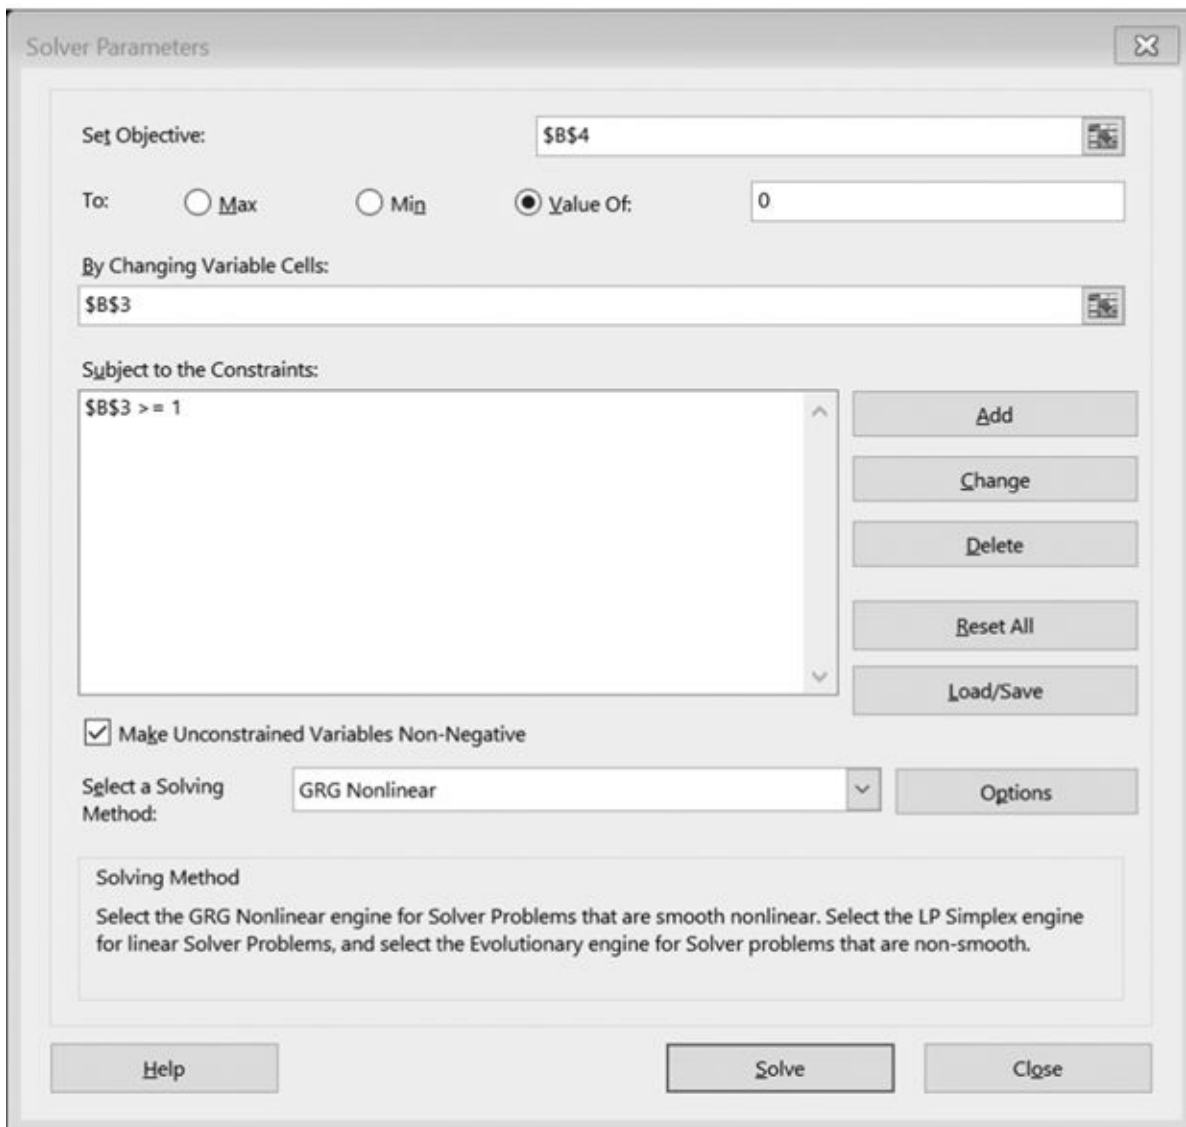 Solver Parameters
Set Objective: $B$4
To: Max Min Value Of: 0
By Changing Variable Cells:
$B$3
Subject to the Constraints:
$B$3 >= 1
Add
Change
Delete
Reset All
Load/Save
Make Unconstrained Variables Non-Negative
Select a Solving
Method:
GRG Nonlinear
Options
Solving Method
Select the GRG Nonlinear engine for Solver Problems that are smooth nonlinear. Select the LP Simplex engine
for linear Solver Problems, and select the Evolutionary engine for Solver problems that are non-smooth.
Help Solve Close